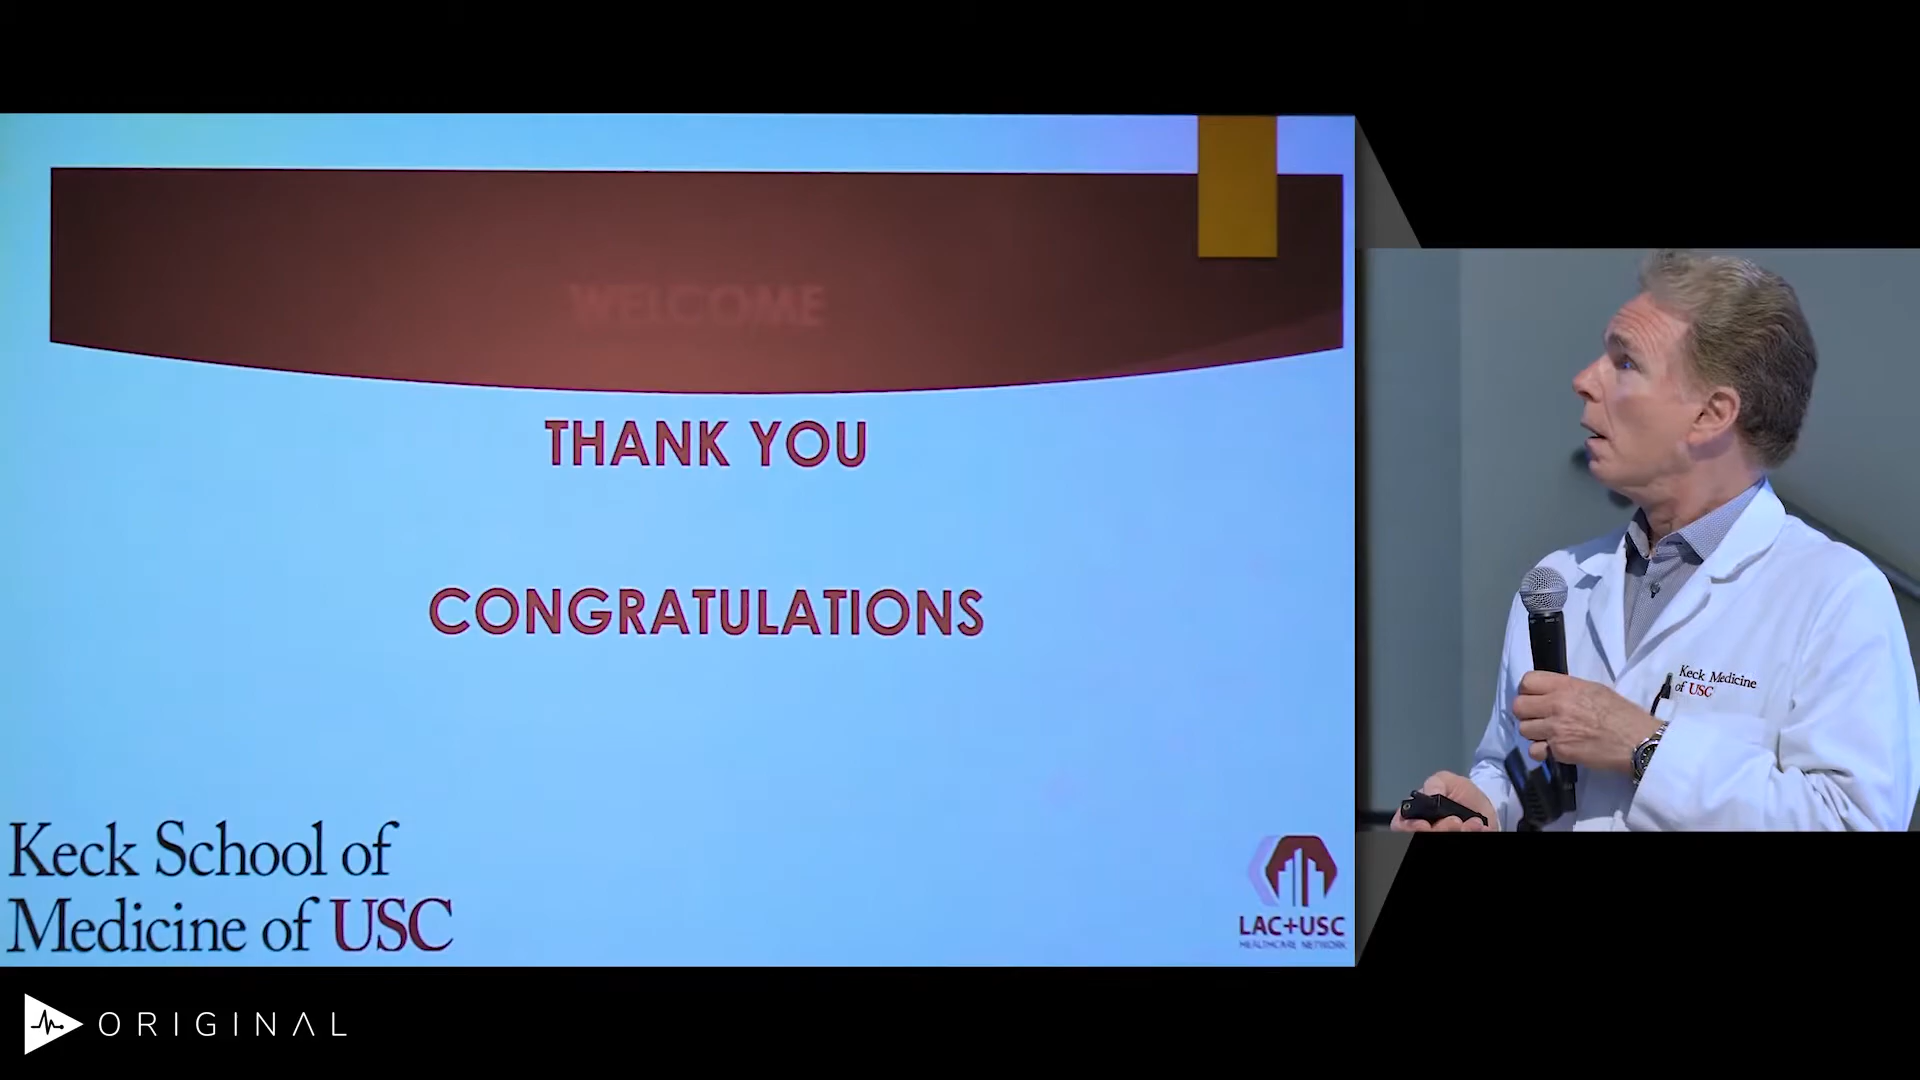 WELCOME
THANK YOU
CONGRATULATIONS
Keck School of
Medicine of USC
LAC+USC
HEALTHCARE NETWORK
Keck Medicine
of USC
ORIGINAL